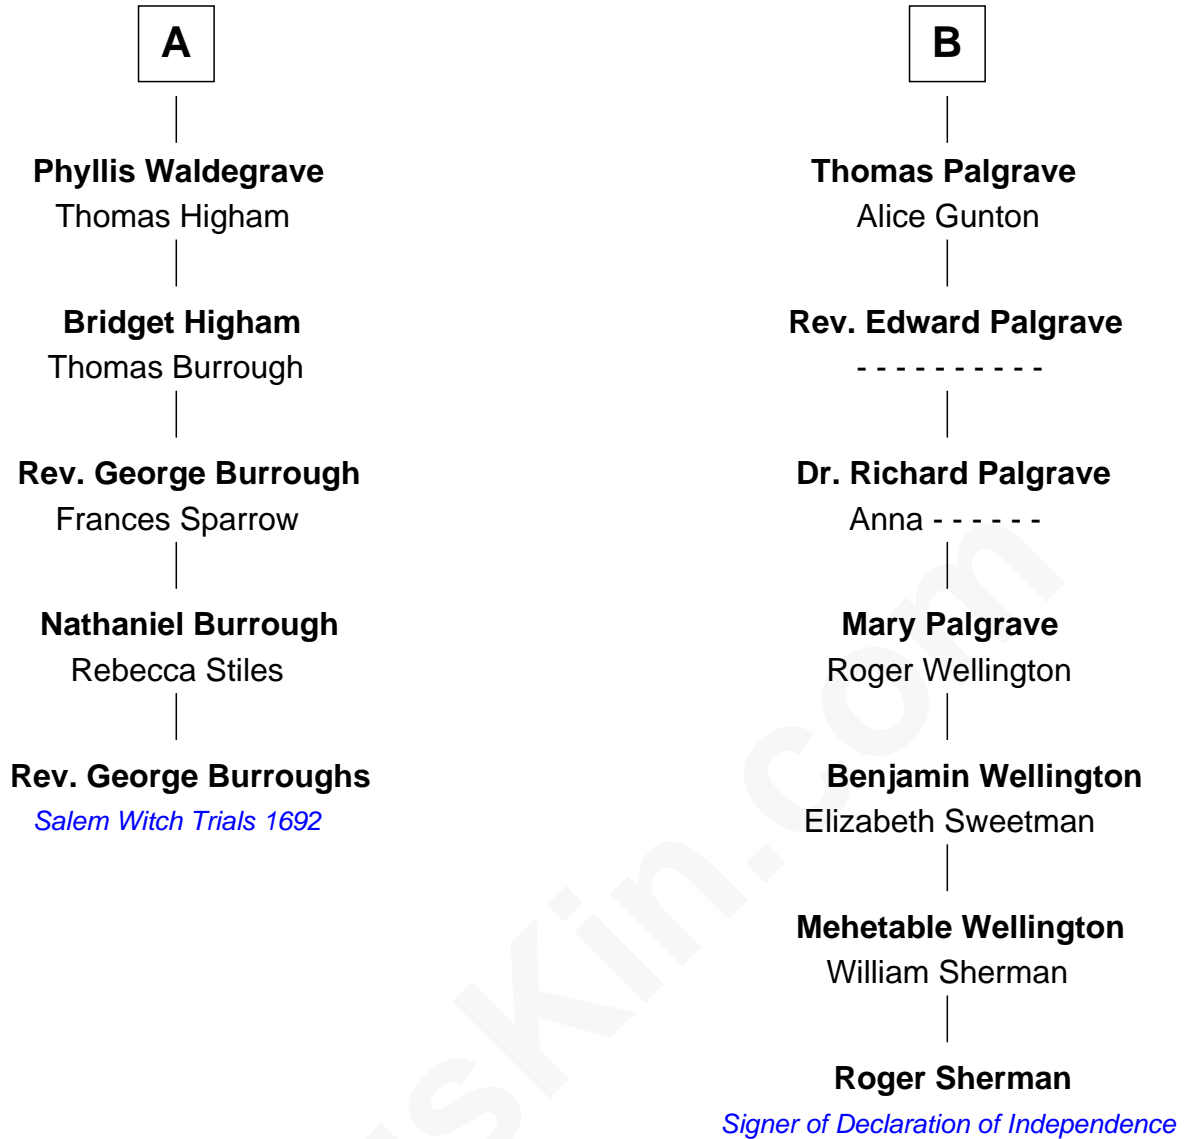 A
Phyllis Waldegrave
Thomas Higham
Bridget Higham
Thomas Burrough
Rev. George Burrough
Frances Sparrow
Nathaniel Burrough
Rebecca Stiles
Rev. George Burroughs
Salem Witch Trials 1692
B
Thomas Palgrave
Alice Gunton
Rev. Edward Palgrave
- - - - - - - - - -
Dr. Richard Palgrave
Anna - - - - - -
Mary Palgrave
Roger Wellington
Benjamin Wellington
Elizabeth Sweetman
Mehetable Wellington
William Sherman
Roger Sherman
Signer of Declaration of Independence
sKin.com